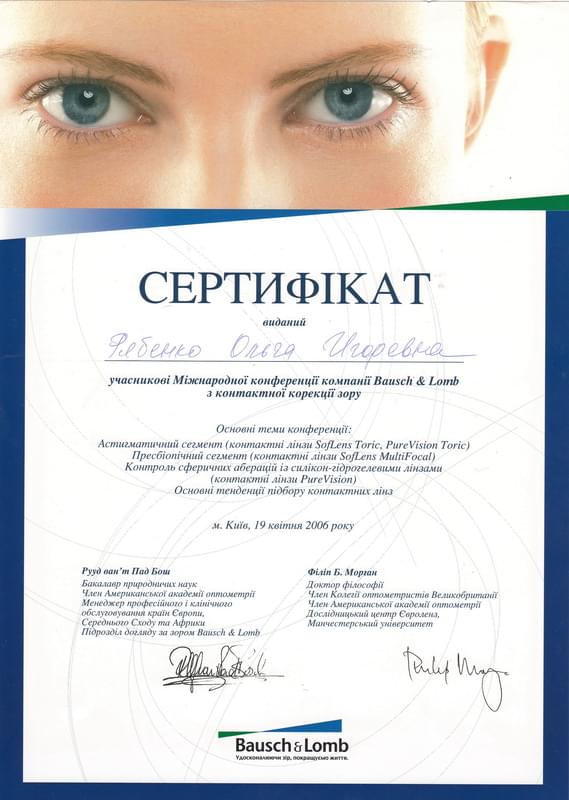 СЕРТИФІКАТ
виданий
Рябенко Ольга Игоревна
учасникові Міжнародної конференції компанії Bausch & Lomb
з контактної корекції зору
Основні теми конференції:
Астигматичний сегмент (контактні лінзи SofLens Toric, PureVision Toric)
Пресбіопічний сегмент (контактні лінзи SofLens MultiFocal)
Контроль сферичних аберацій із силікон-гідрогелевими лінзами
(контактні лінзи PureVision)
Основні тенденції підбору контактних лінз
м. Київ, 19 квітня 2006 року
Рууд ван’т Пад Бош
Бакалавр природничих наук
Член Американської академії оптометрії
Менеджер професійного і клінічного
обслуговування країн Європи,
Середнього Сходу та Африки
Підрозділ догляду за зором Bausch & Lomb
Філіп Б. Морган
Доктор філософії
Член Колегії оптометристів Великобританії
Член Американської академії оптометрії
Дослідницький центр Євроленз,
Манчестерський університет
Philip Morgan
Bausch & Lomb
Удосконалюючи зір, покращуємо життя.